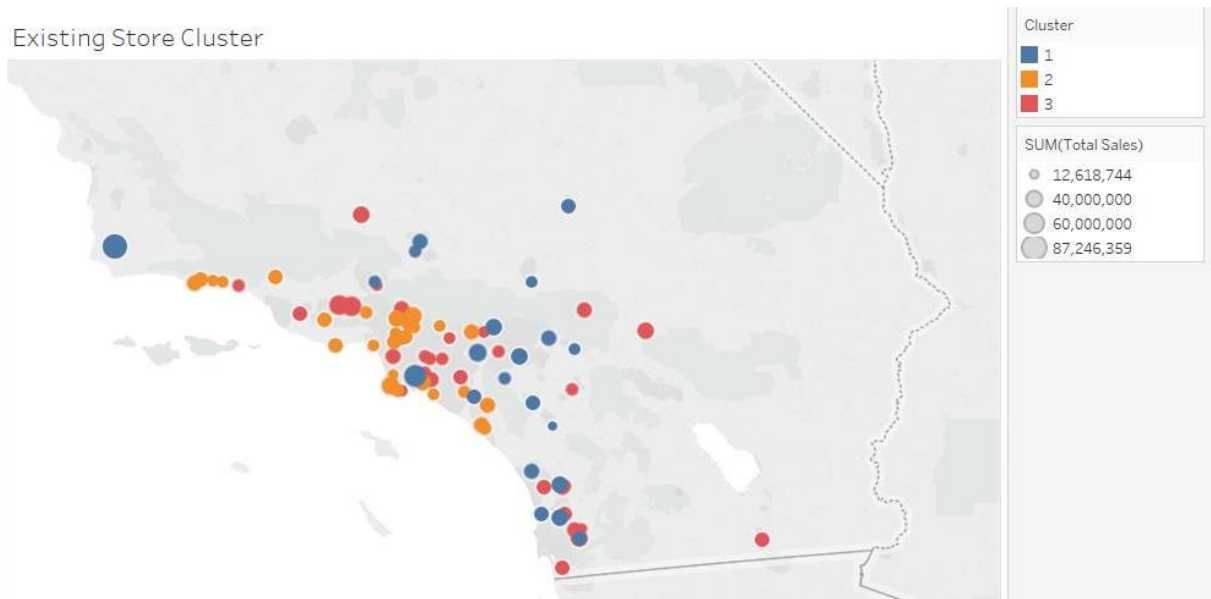 Existing Store Cluster
Cluster
1
2
3
SUM(Total Sales)
12,618,744
40,000,000
60,000,000
87,246,359